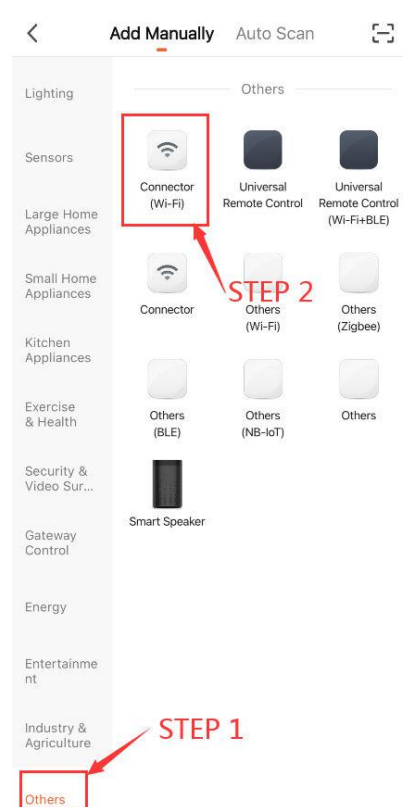 Add Manually Auto Scan
Lighting
Sensors
Large Home
Appliances
Small Home
Appliances
Kitchen
Appliances
Exercise
& Health
Security &
Video Sur...
Gateway
Control
Energy
Entertainme
nt
Industry &
Agriculture
Others
Others
Connector
(Wi-Fi)
Universal
Remote Control
Universal
Remote Control
(Wi-Fi+BLE)
Connector
Others
(Wi-Fi)
Others
(Zigbee)
Others
(BLE)
Others
(NB-IoT)
Others
Smart Speaker
STEP 2
STEP 1